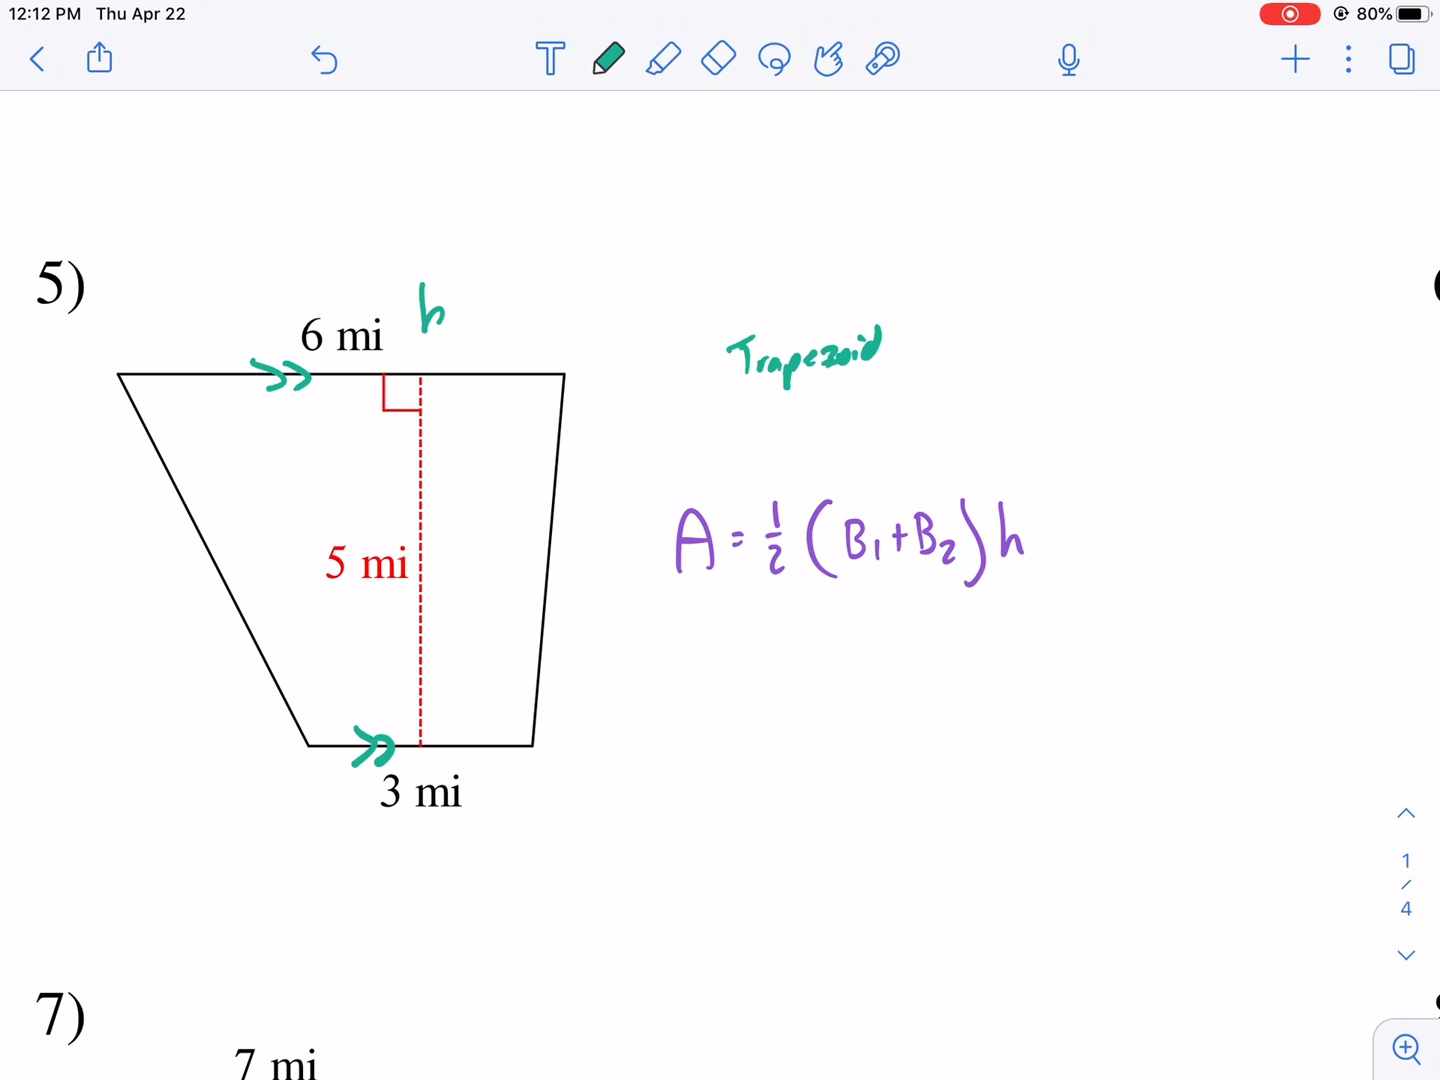 12:12 PM Thu Apr 22
80%
5)
6 mi
h
Trapezoid
5 mi
A = 1/2 (B₁+B₂)h
3 mi
1
/
4
7)
7 mi